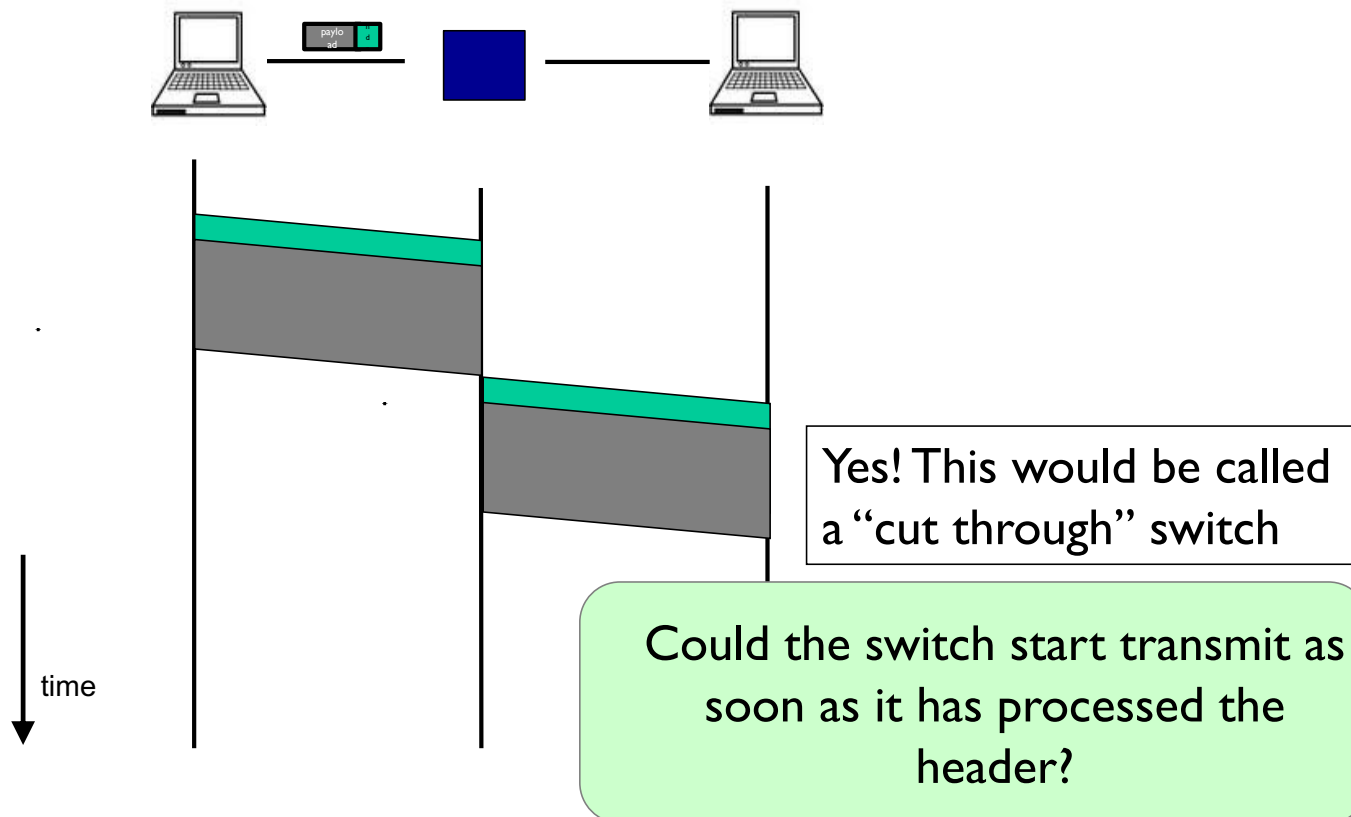 paylo
ad
d
Yes! This would be called
a “cut through” switch
Could the switch start transmit as
soon as it has processed the
header?
time